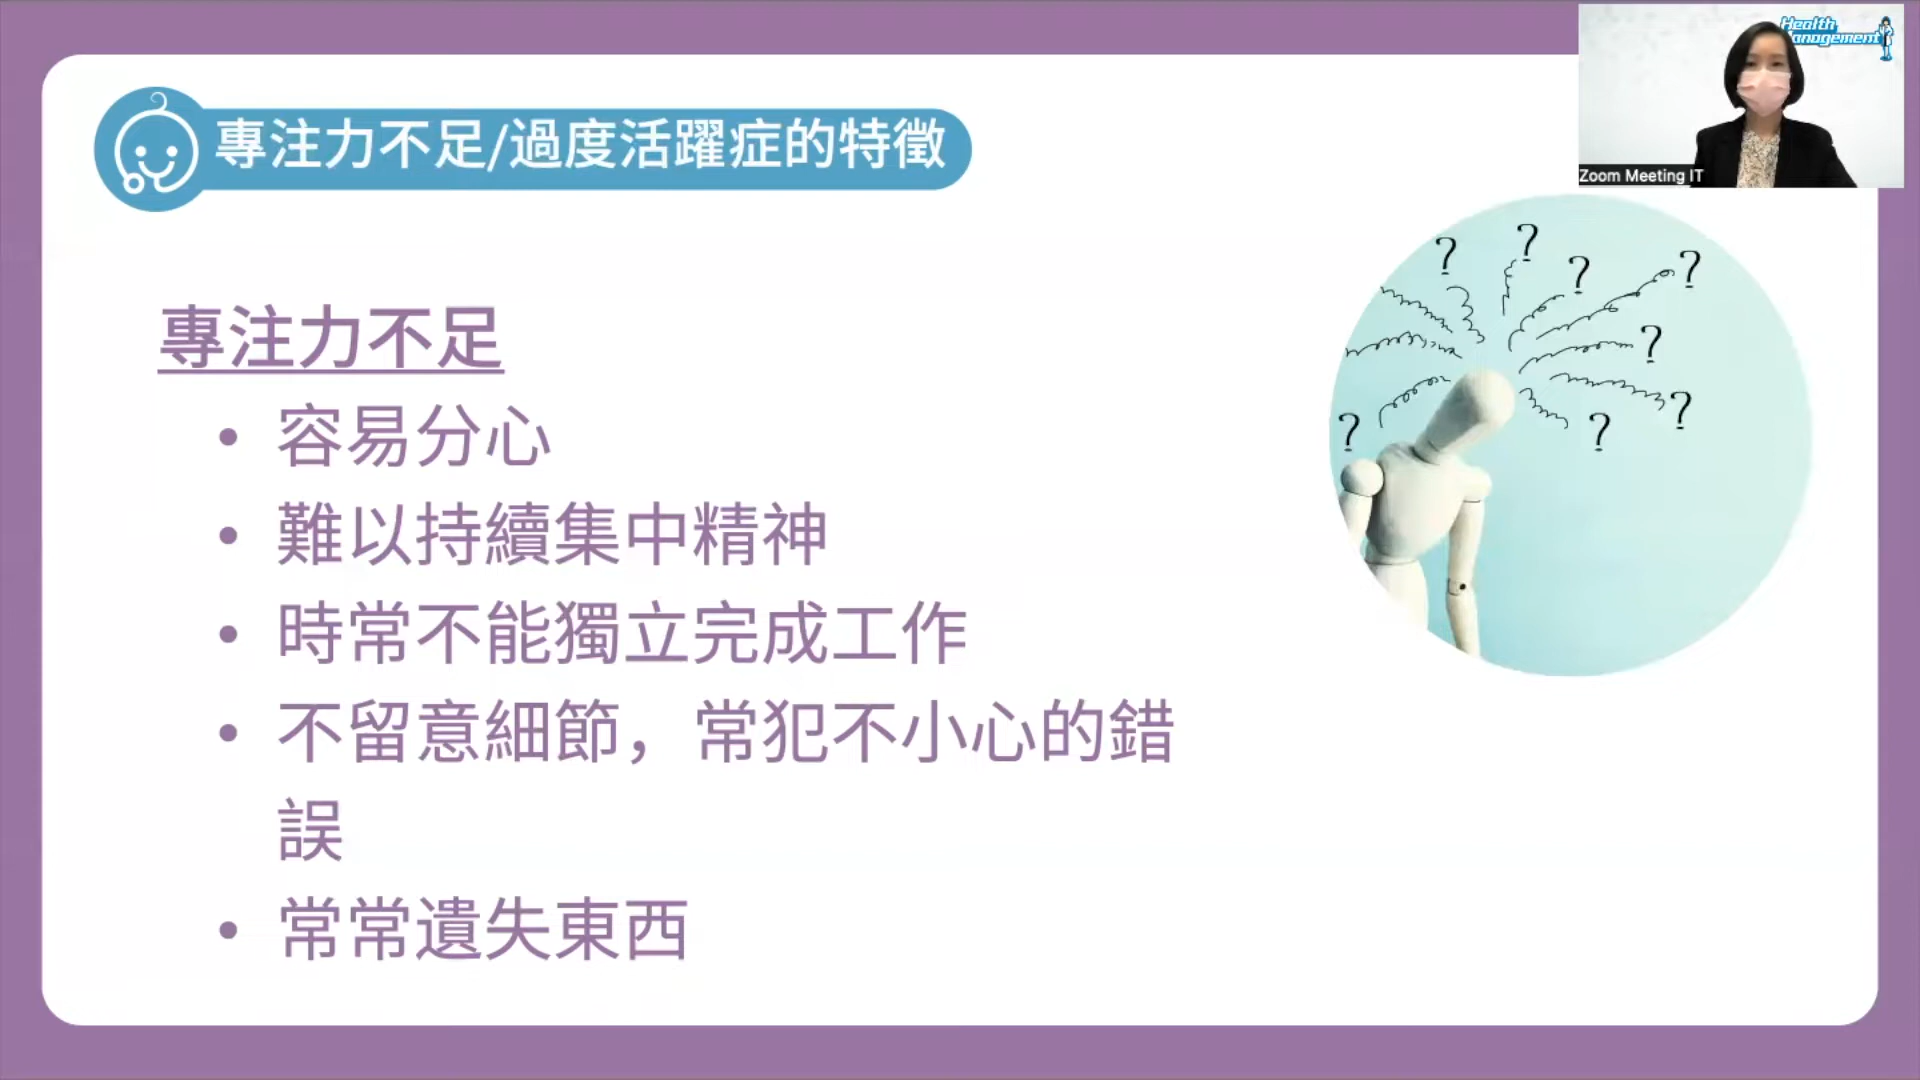 Health
Management
專注力不足/過度活躍症的特徵
Zoom Meeting IT
? ? ? ?
?
? ? ? ?
專注力不足
• 容易分心
• 難以持續集中精神
• 時常不能獨立完成工作
• 不留意細節，常犯不小心的錯
誤
• 常常遺失東西